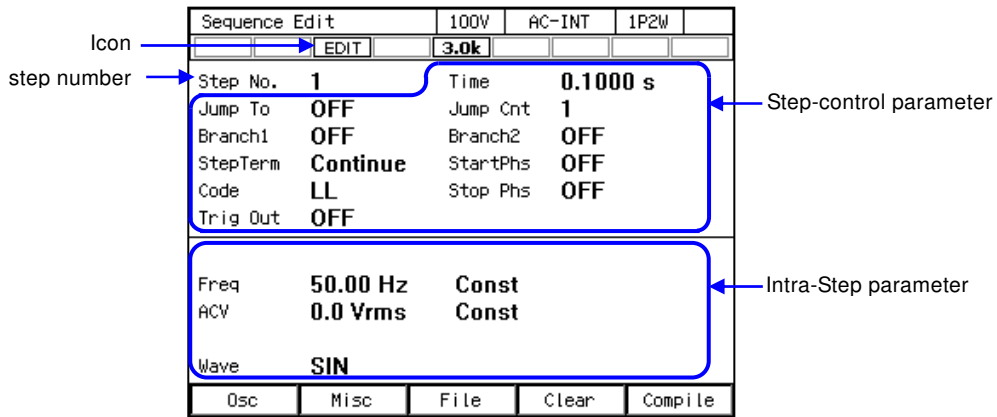 Sequence Edit 100V AC-INT 1P2W
Icon EDIT 3.0k
step number Step No. 1 Time 0.1000 s
Jump To OFF Jump Cnt 1 Step-control parameter
Branch1 OFF Branch2 OFF
StepTerm Continue StartPhs OFF
Code LL Stop Phs OFF
Trig Out OFF
Freq 50.00 Hz Const Intra-Step parameter
ACV 0.0 Vrms Const
Wave SIN
Osc Misc File Clear Compile